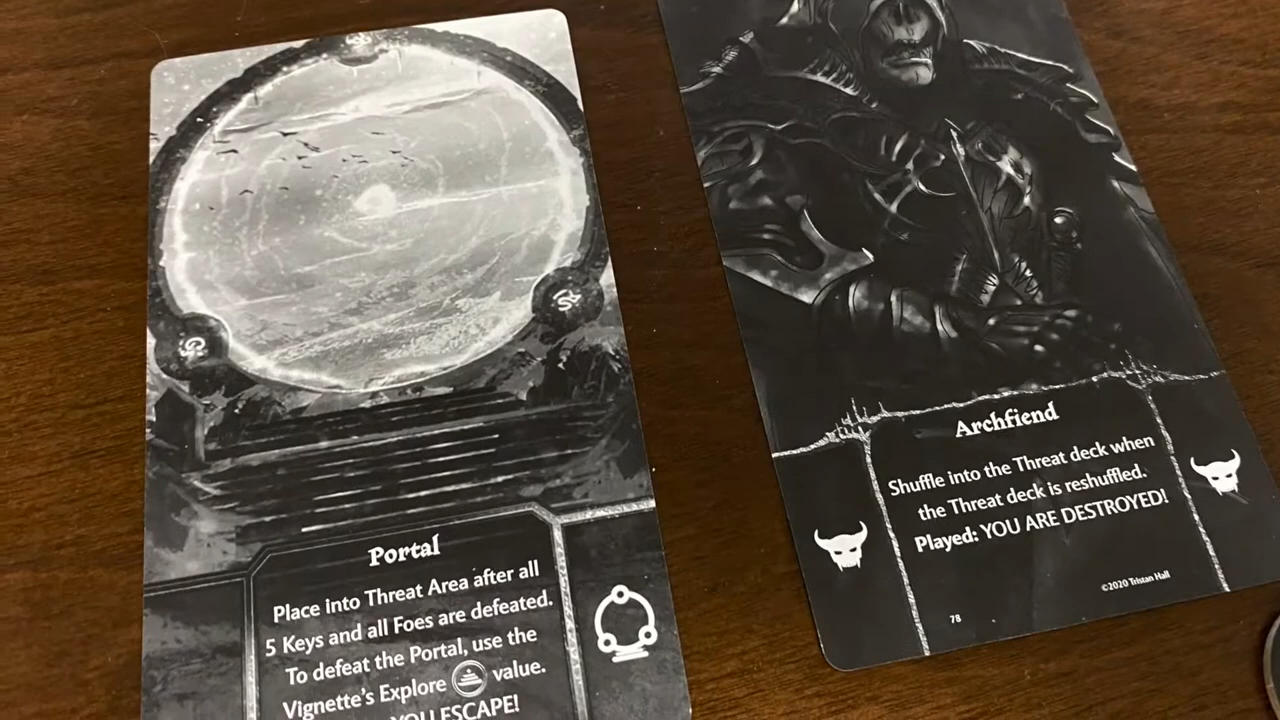 Portal
Place into Threat Area after all
5 Keys and all Foes are defeated.
To defeat the Portal, use the
Vignette's Explore value.
YOU ESCAPE!
Archfiend
Shuffle into the Threat deck when
the Threat deck is reshuffled.
Played: YOU ARE DESTROYED!
©2020 Tristan Hall
78